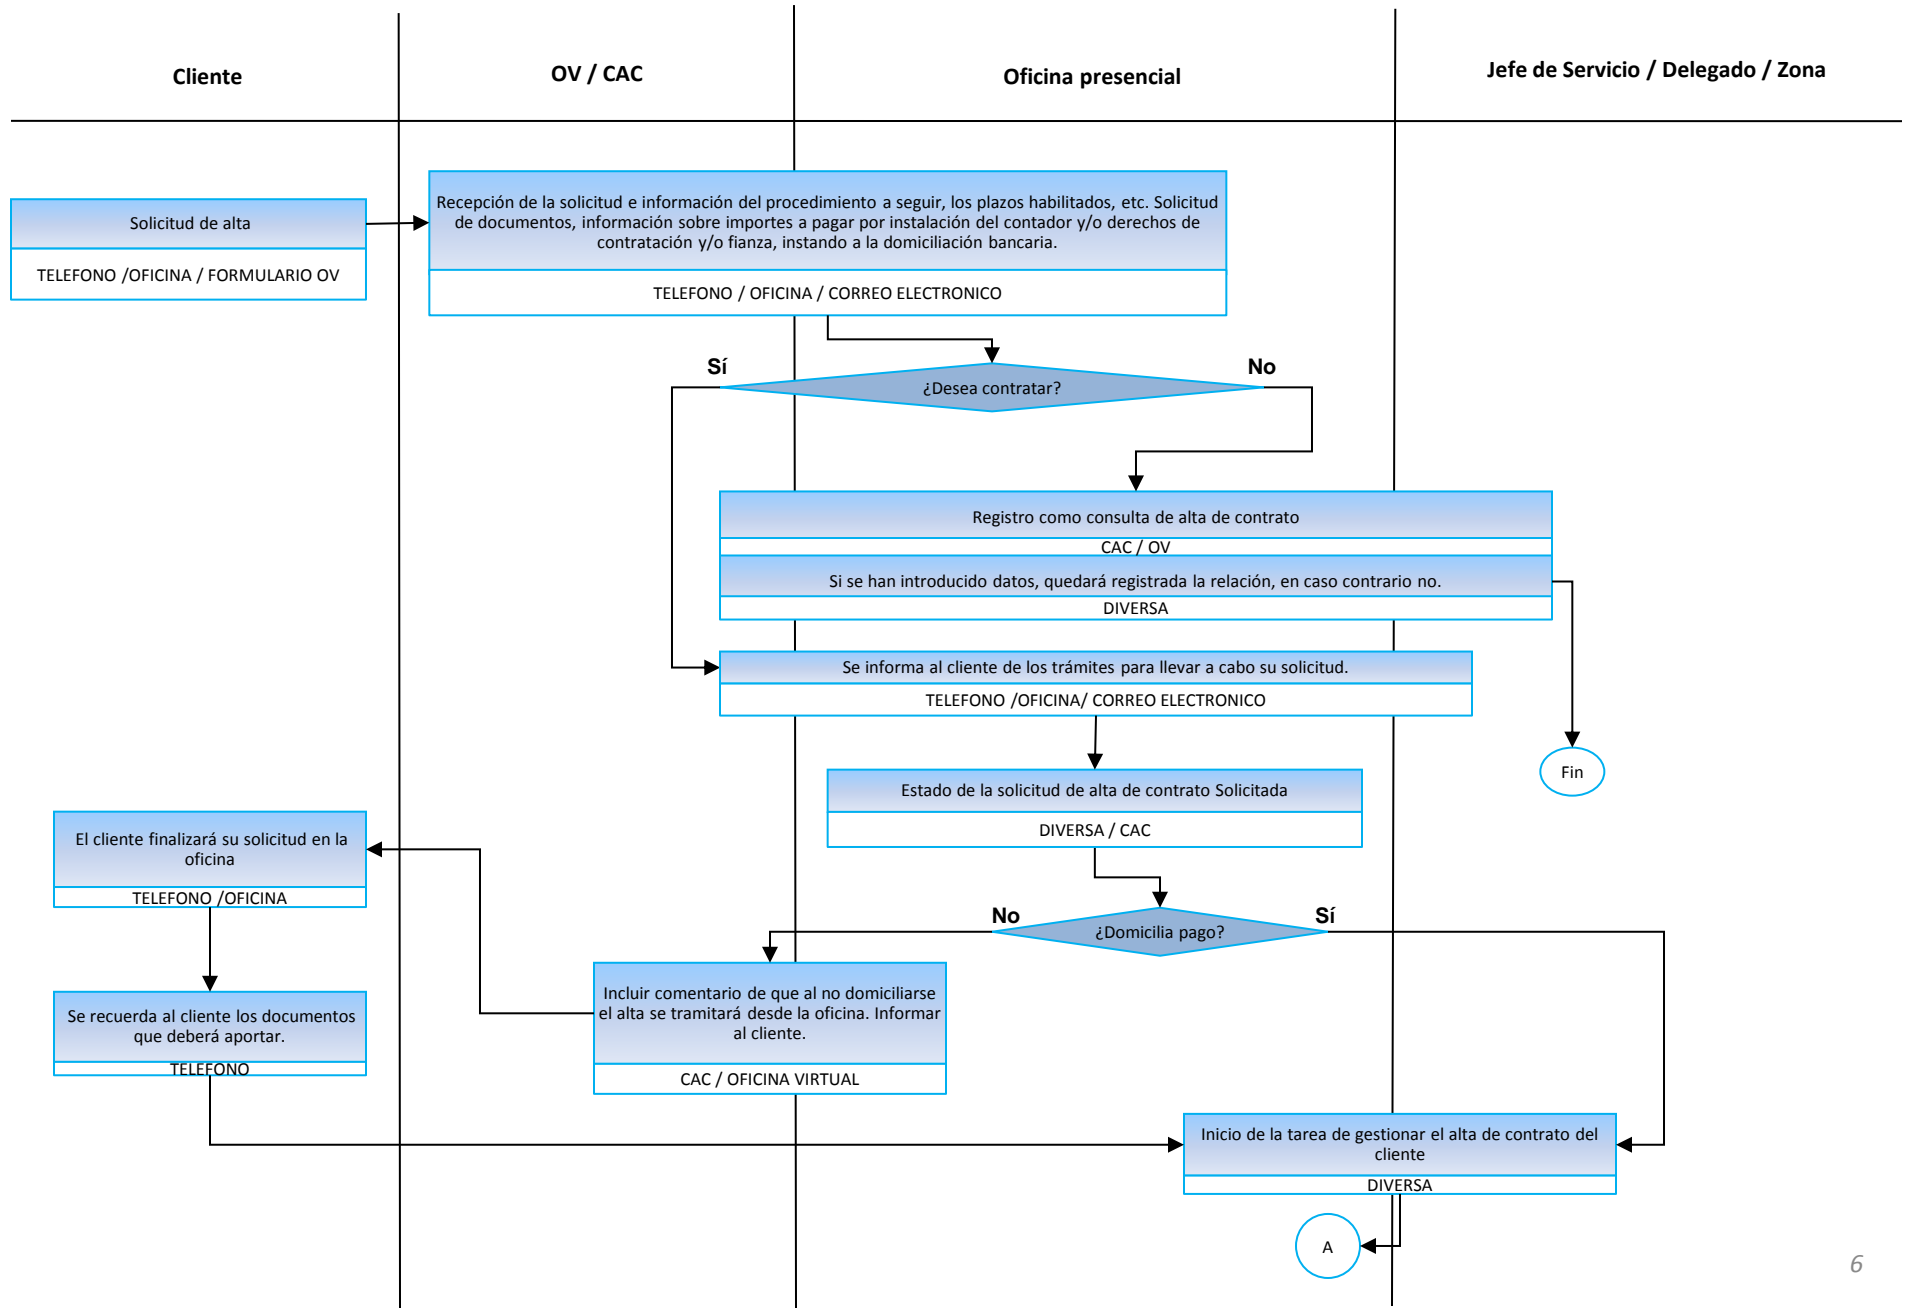 Cliente
OV / CAC
Oficina presencial
Jefe de Servicio / Delegado / Zona
Solicitud de alta
TELEFONO /OFICINA / FORMULARIO OV
Recepción de la solicitud e información del procedimiento a seguir, los plazos habilitados, etc. Solicitud
de documentos, información sobre importes a pagar por instalación del contador y/o derechos de
contratación y/o fianza, instando a la domiciliación bancaria.
TELEFONO / OFICINA / CORREO ELECTRONICO
Sí
¿Desea contratar?
No
Registro como consulta de alta de contrato
CAC / OV
Si se han introducido datos, quedará registrada la relación, en caso contrario no.
DIVERSA
Se informa al cliente de los trámites para llevar a cabo su solicitud.
TELEFONO /OFICINA/ CORREO ELECTRONICO
Fin
Estado de la solicitud de alta de contrato Solicitada
DIVERSA / CAC
El cliente finalizará su solicitud en la
oficina
TELEFONO /OFICINA
No
¿Domicilia pago?
Sí
Incluir comentario de que al no domiciliarse
el alta se tramitará desde la oficina. Informar
al cliente.
CAC / OFICINA VIRTUAL
Se recuerda al cliente los documentos
que deberá aportar.
TELEFONO
Inicio de la tarea de gestionar el alta de contrato del
cliente
DIVERSA
A
6